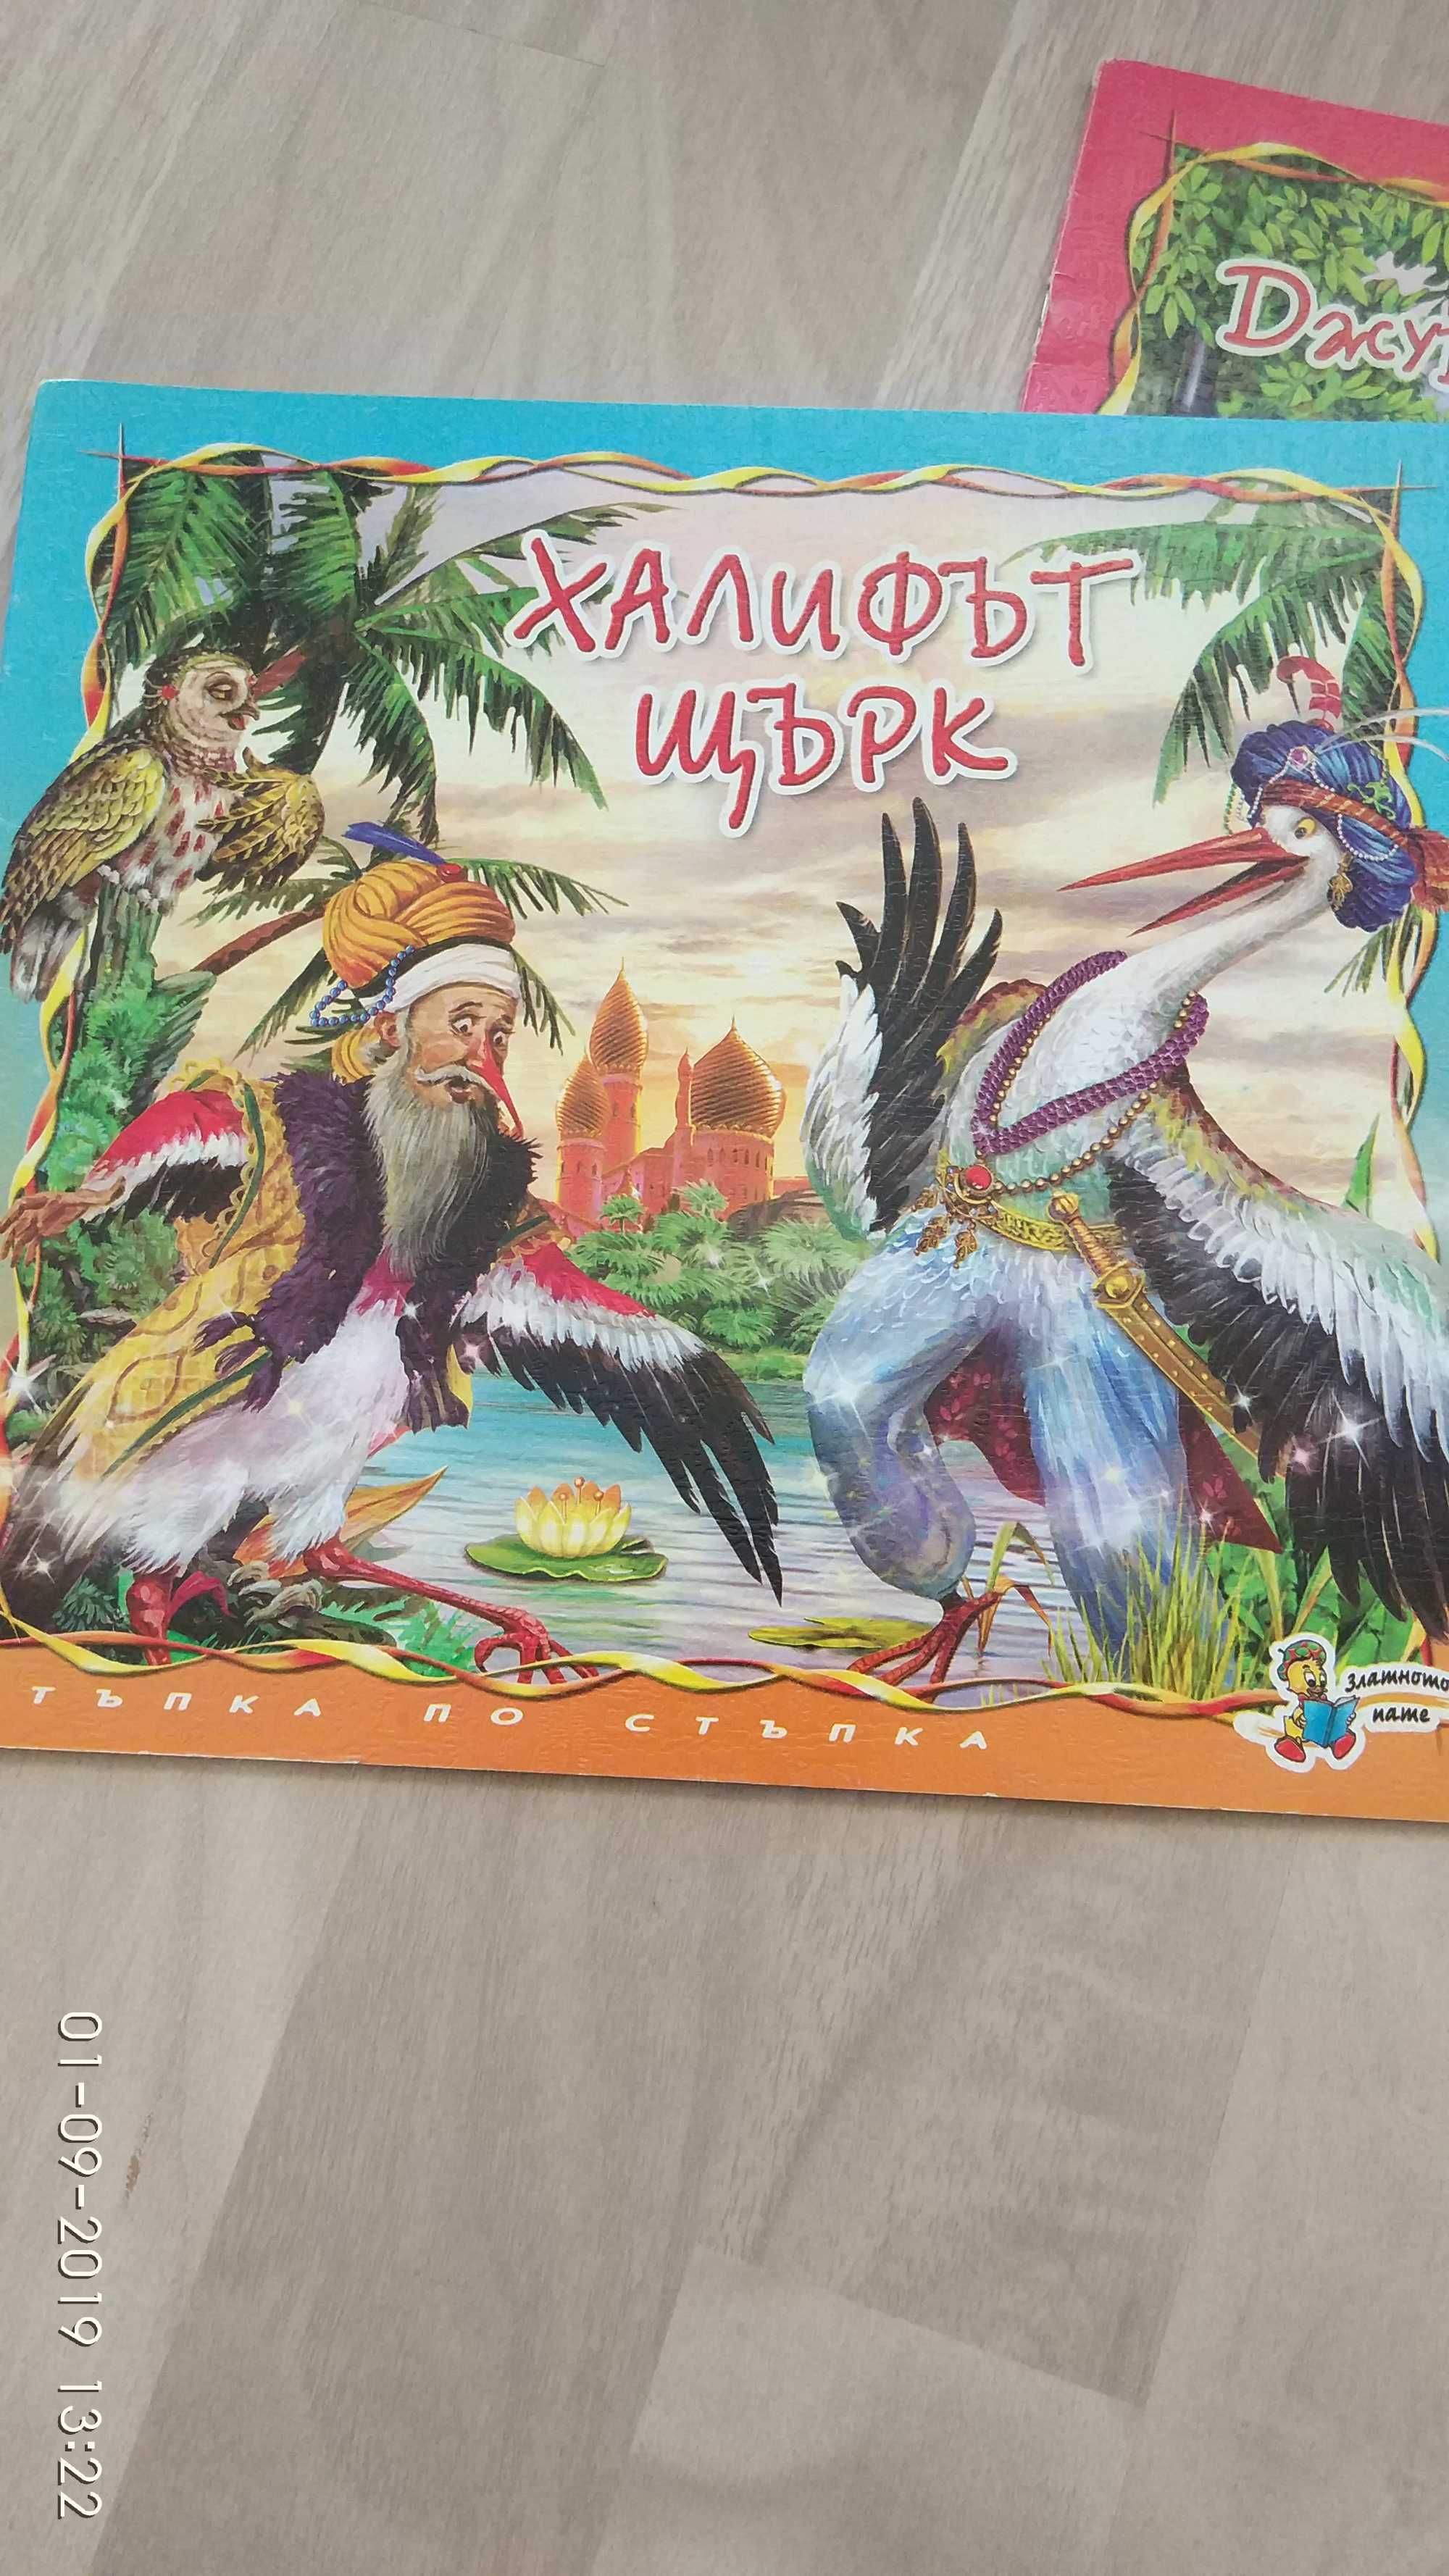 ХАЛИФЪТ
ЩЪРК
ТЪПКА ПО СТЪПКА
златното
пате
01-09-2019 13:22